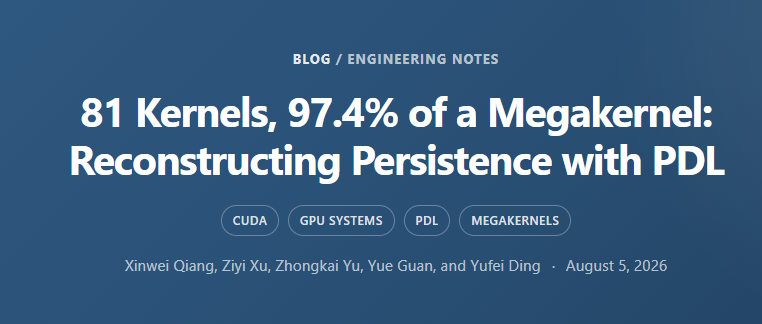 BLOG / ENGINEERING NOTES
81 Kernels, 97.4% of a Megakernel:
Reconstructing Persistence with PDL
CUDA GPU SYSTEMS PDL MEGAKERNELS
Xinwei Qiang, Ziyi Xu, Zhongkai Yu, Yue Guan, and Yufei Ding · August 5, 2026